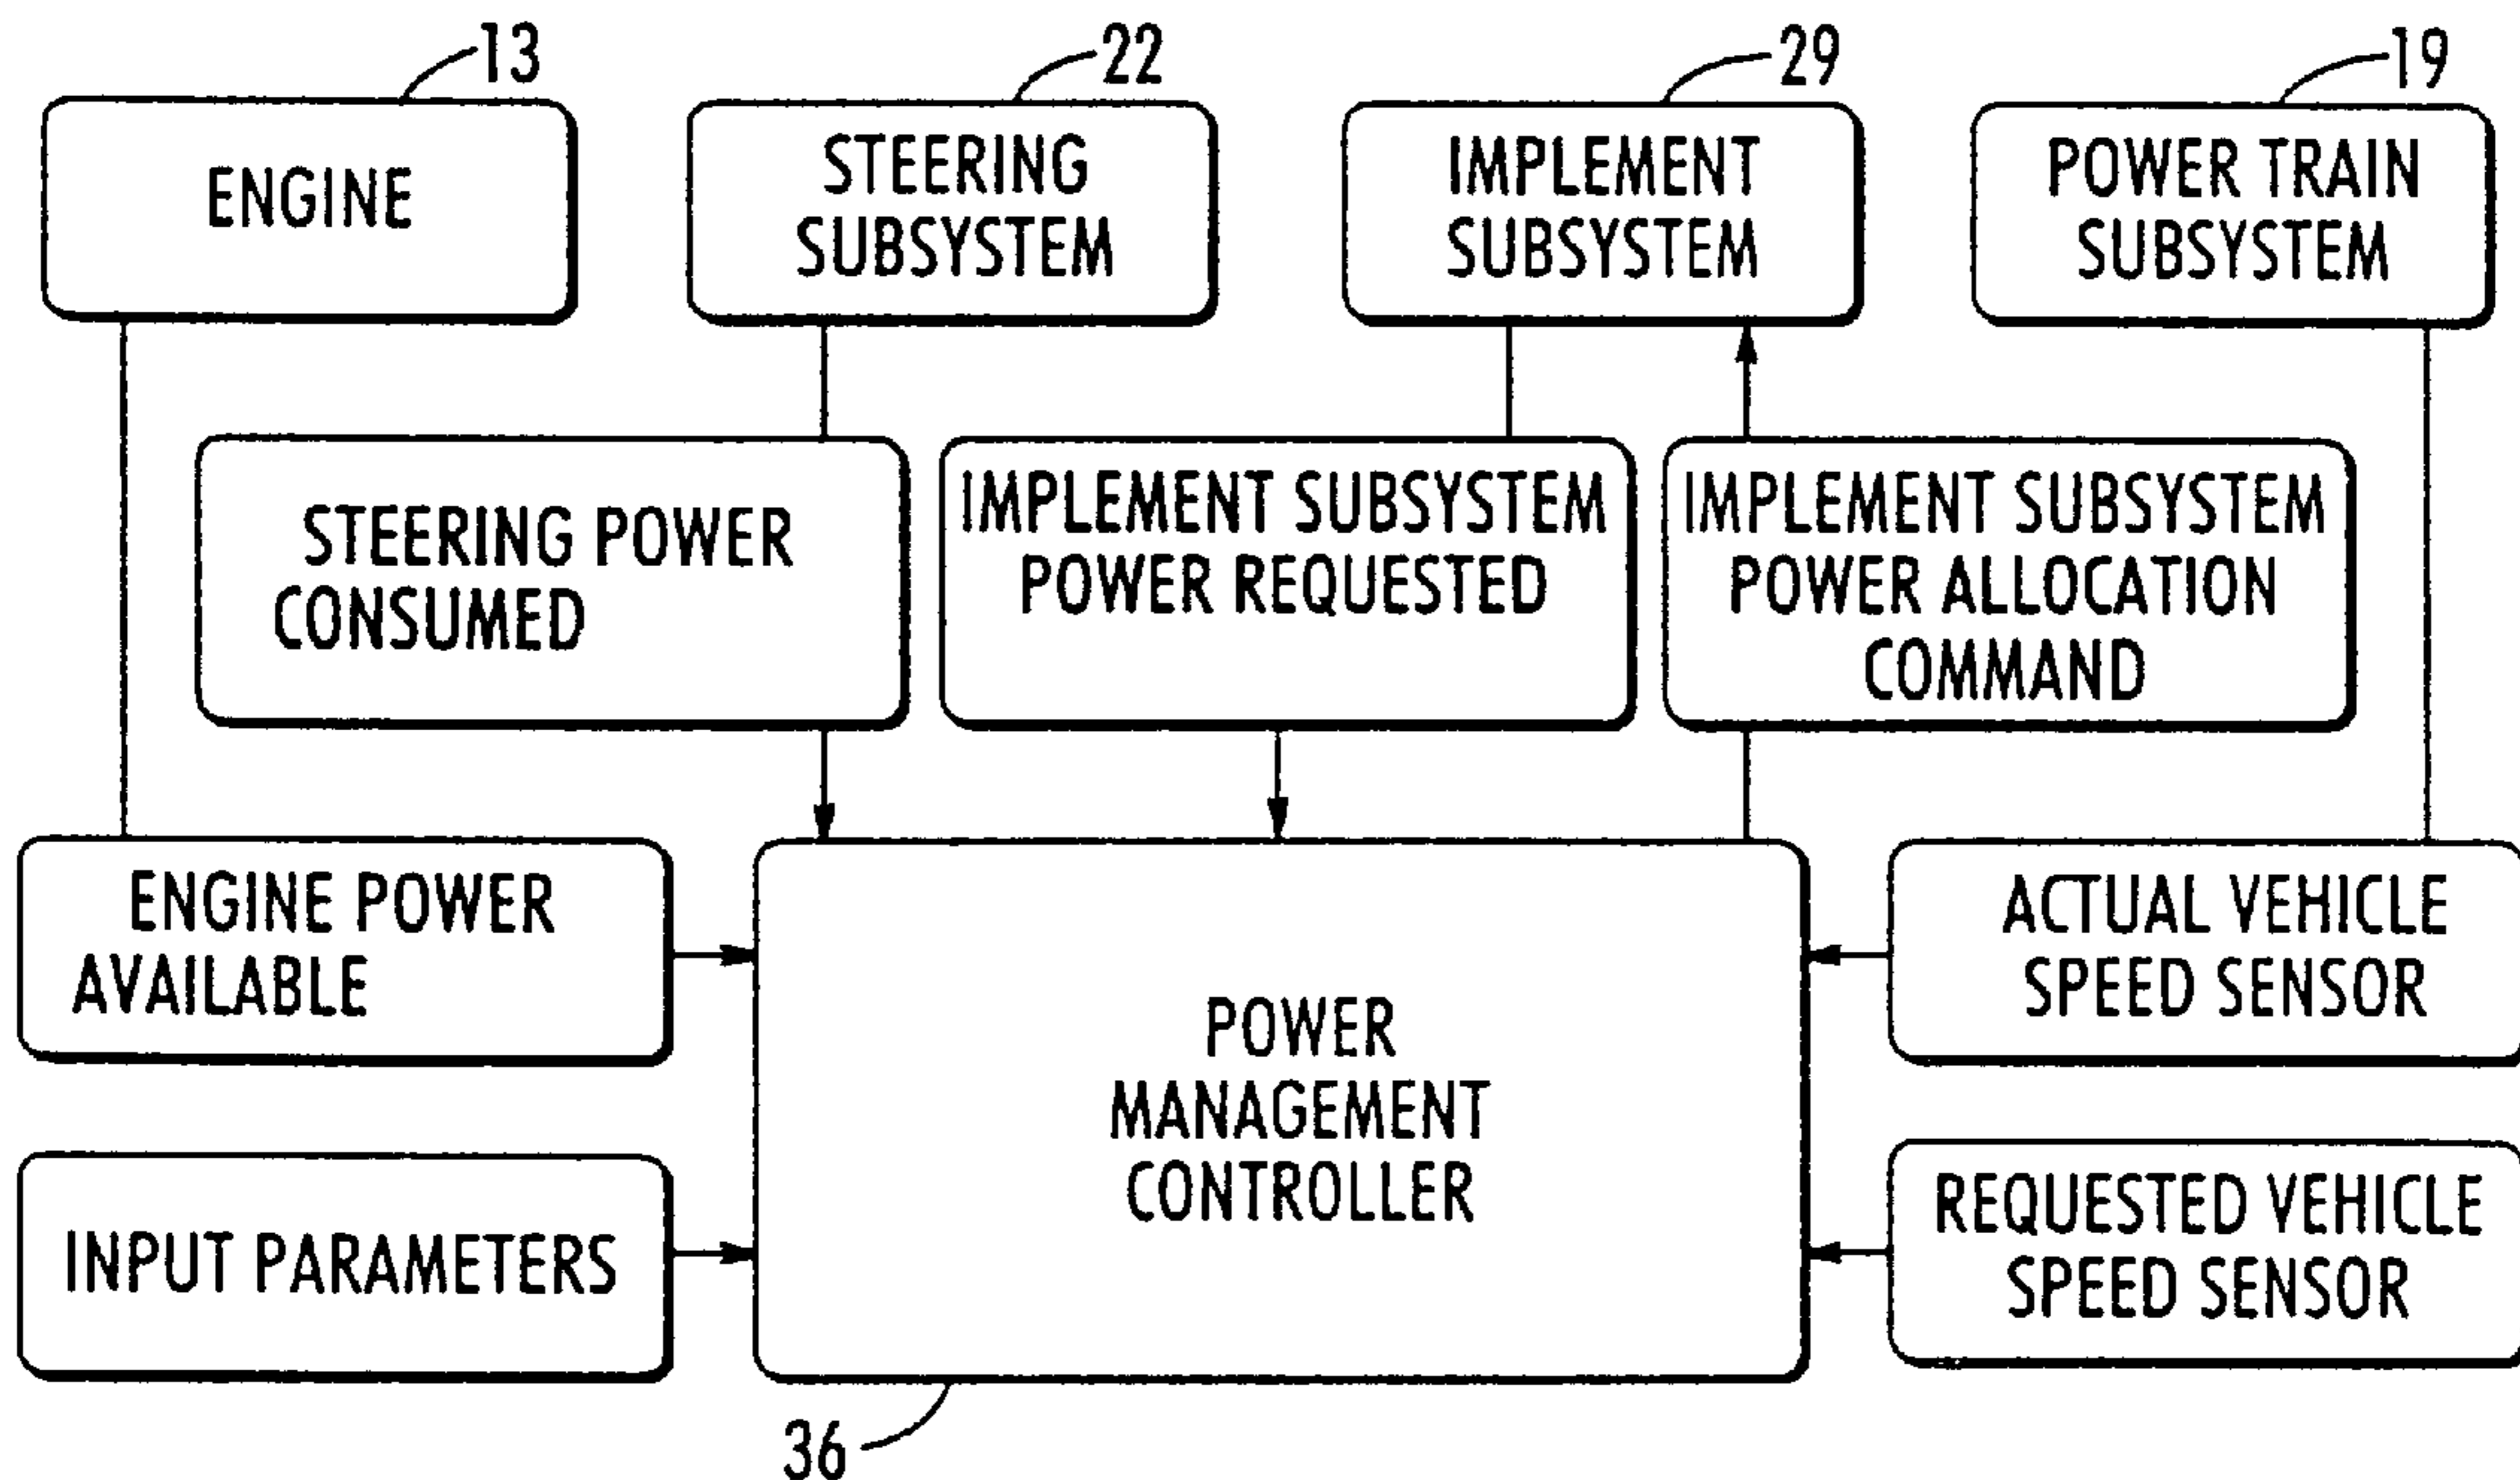 13
22
29
19
ENGINE
STEERING
SUBSYSTEM
IMPLEMENT
SUBSYSTEM
POWER TRAIN
SUBSYSTEM
STEERING POWER
CONSUMED
IMPLEMENT SUBSYSTEM
POWER REQUESTED
IMPLEMENT SUBSYSTEM
POWER ALLOCATION
COMMAND
ENGINE POWER
AVAILABLE
POWER
MANAGEMENT
CONTROLLER
ACTUAL VEHICLE
SPEED SENSOR
INPUT PARAMETERS
REQUESTED VEHICLE
SPEED SENSOR
36